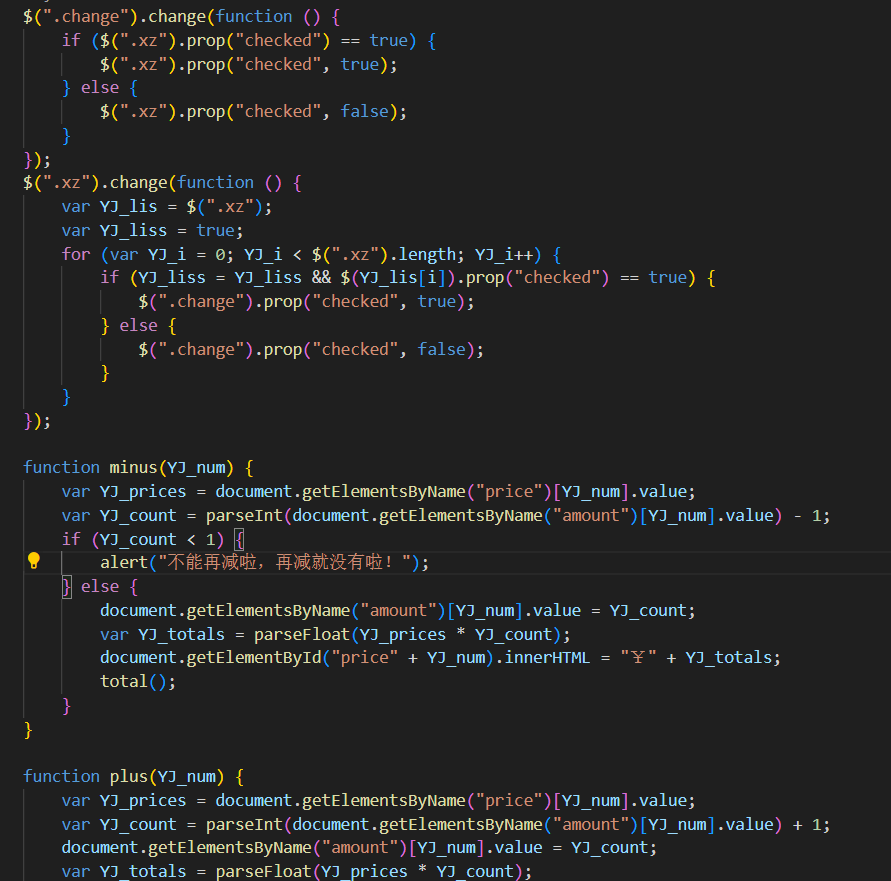 $(".change").change(function () {
if ($(".xz").prop("checked") == true) {
$(".xz").prop("checked", true);
} else {
$(".xz").prop("checked", false);
}
});
$(".xz").change(function () {
var YJ_lis = $(".xz");
var YJ_liss = true;
for (var YJ_i = 0; YJ_i < $(".xz").length; YJ_i++) {
if (YJ_liss = YJ_liss && $(YJ_lis[i]).prop("checked") == true) {
$(".change").prop("checked", true);
} else {
$(".change").prop("checked", false);
}
}
});
function minus(YJ_num) {
var YJ_prices = document.getElementsByName("price")[YJ_num].value;
var YJ_count = parseInt(document.getElementsByName("amount")[YJ_num].value) - 1;
if (YJ_count < 1) {
alert("不能再减啦，再减就没有啦！");
} else {
document.getElementsByName("amount")[YJ_num].value = YJ_count;
var YJ_totals = parseFloat(YJ_prices * YJ_count);
document.getElementById("price" + YJ_num).innerHTML = "￥" + YJ_totals;
total();
}
}
function plus(YJ_num) {
var YJ_prices = document.getElementsByName("price")[YJ_num].value;
var YJ_count = parseInt(document.getElementsByName("amount")[YJ_num].value) + 1;
document.getElementsByName("amount")[YJ_num].value = YJ_count;
var YJ_totals = parseFloat(YJ_prices * YJ_count);